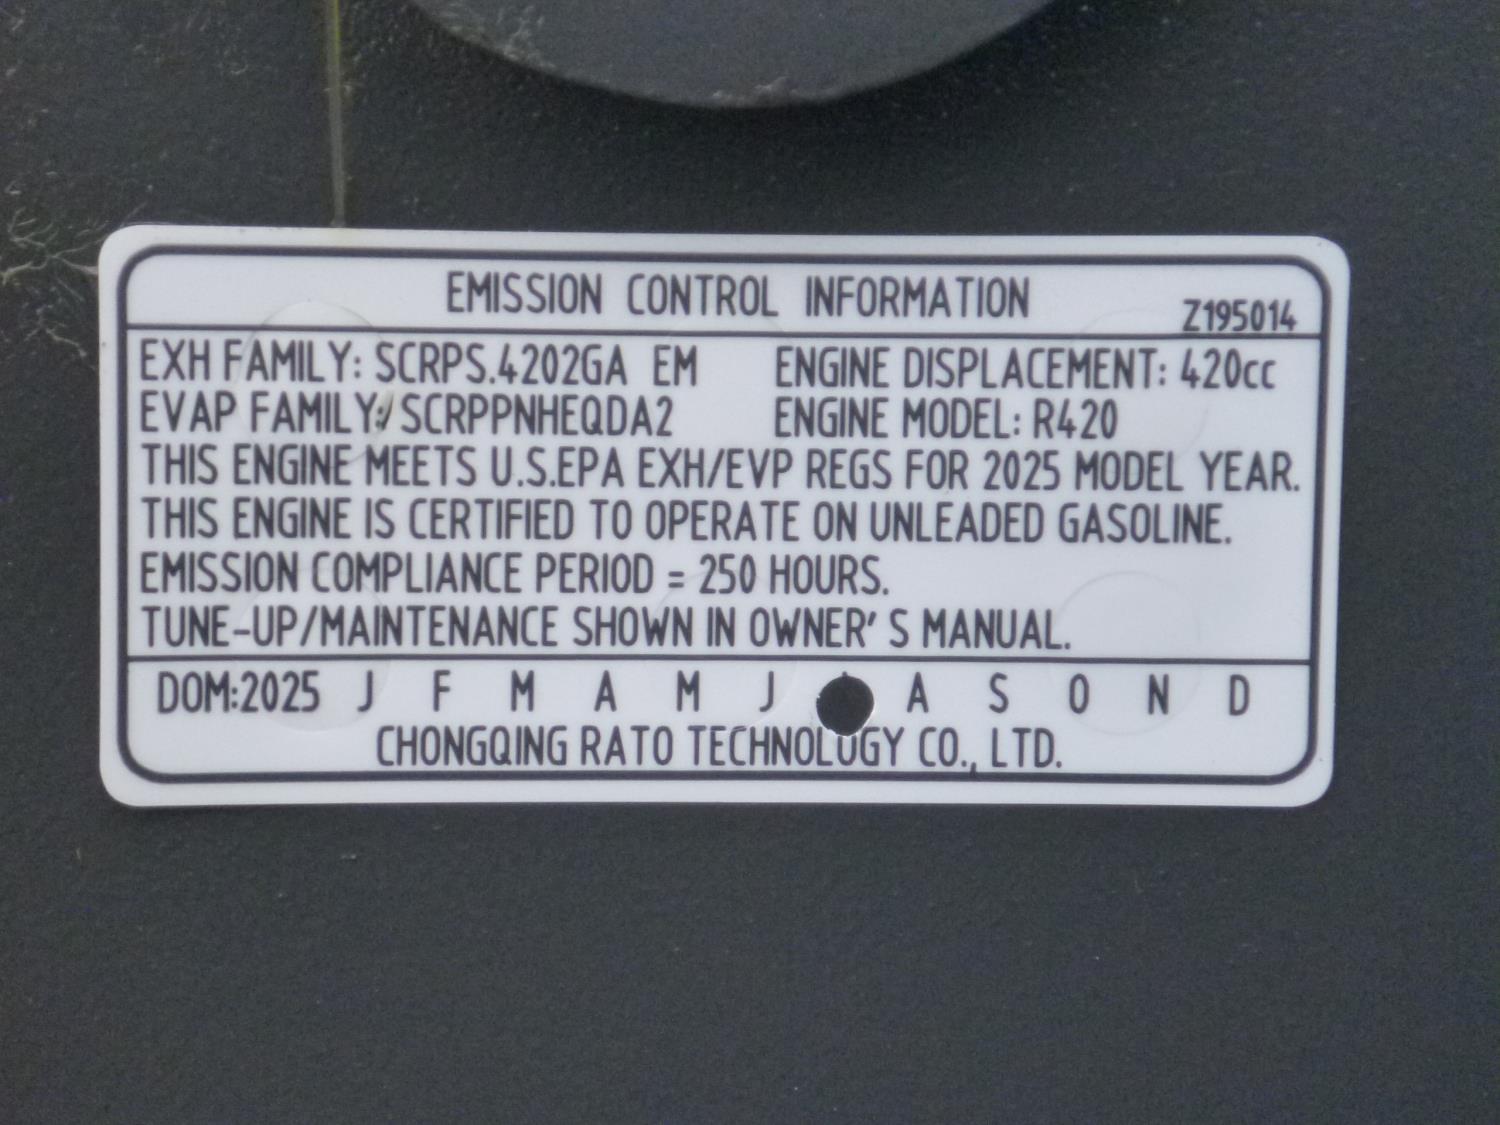 EMISSION CONTROL INFORMATION
Z195014
EXH FAMILY: SCRPS.4202GA EM ENGINE DISPLACEMENT: 420cc
EVAP FAMILY: SCRPPNHEQDA2 ENGINE MODEL: R420
THIS ENGINE MEETS U.S.EPA EXH/EVP REGS FOR 2025 MODEL YEAR.
THIS ENGINE IS CERTIFIED TO OPERATE ON UNLEADED GASOLINE.
EMISSION COMPLIANCE PERIOD = 250 HOURS.
TUNE-UP/MAINTENANCE SHOWN IN OWNER' S MANUAL.
DOM:2025 J F M A M J A S O N D
CHONGQING RATO TECHNOLOGY CO., LTD.